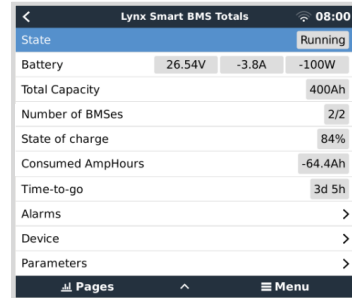 Lynx Smart BMS Totals 08:00
State Running
Battery 26.54V -3.8A -100W
Total Capacity 400Ah
Number of BMSes 2/2
State of charge 84%
Consumed AmpHours -64.4Ah
Time-to-go 3d 5h
Alarms
Device
Parameters
Pages Menu